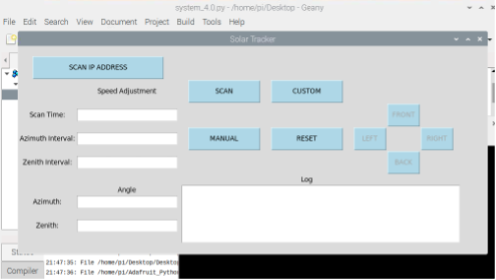 system_4.0.py - /home/pi/Desktop - Geany
File Edit Search View Document Project Build Tools Help
Solar Tracker
SCAN IP ADDRESS
Speed Adjustment
SCAN
CUSTOM
Scan Time:
FRONT
Azimuth Interval:
MANUAL
RESET
LEFT
RIGHT
Zenith Interval:
BACK
Log
Angle
Azimuth:
Zenith:
21:47:35: File /home/pi/Desktop/Deskto
Compiler
21:47:36: File /home/pi/Adafruit_Pytho